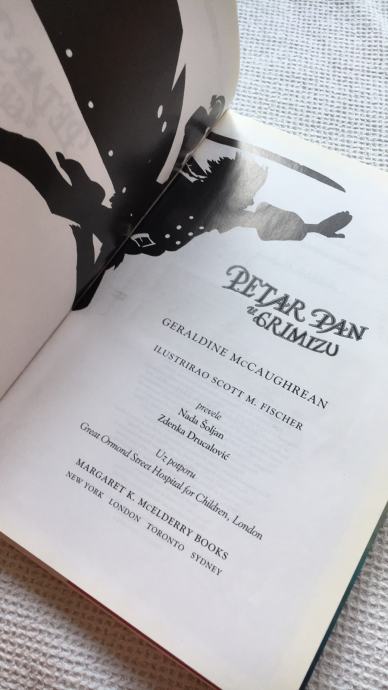 PETAR PAN
u GRIMIZU
GERALDINE McCAUGHREAN
ILUSTRIRAO SCOTT M. FISCHER
prevele
Nada Šoljan
Zdenka Drucalović
Uz potporu
Great Ormond Street Hospital for Children, London
MARGARET K. McELDERRY BOOKS
NEW YORK LONDON TORONTO SYDNEY